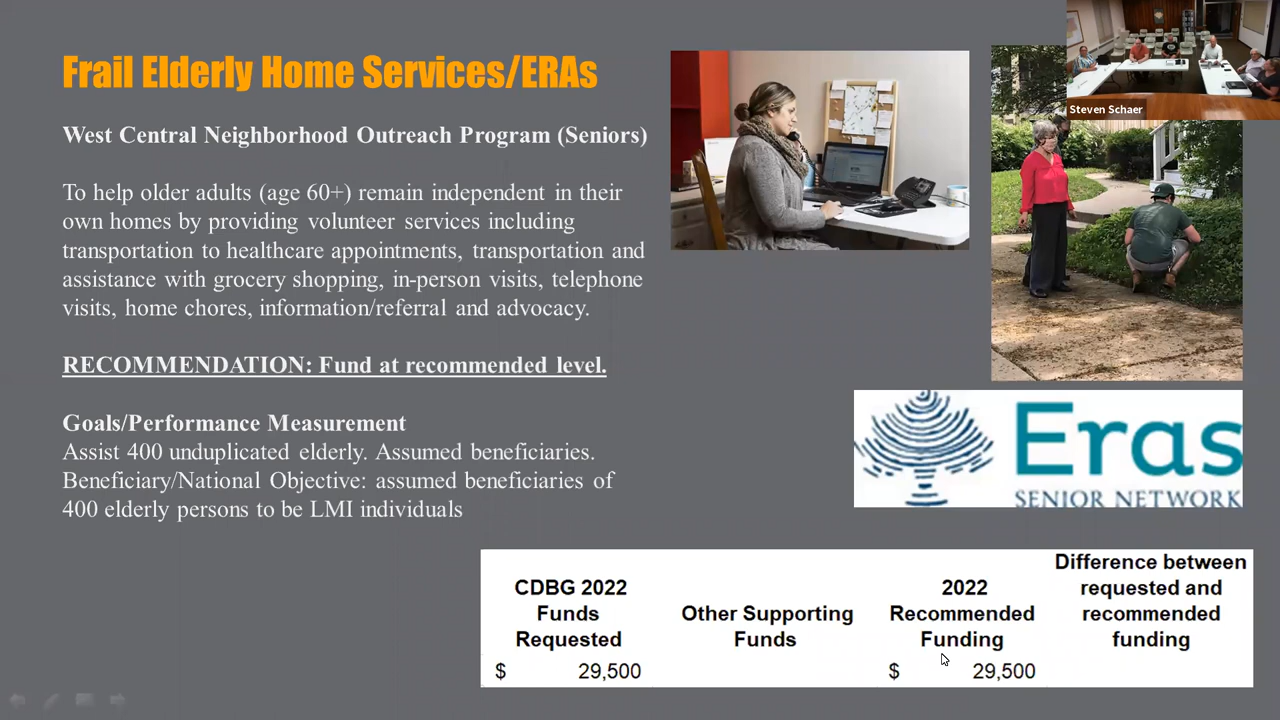 Frail Elderly Home Services/ERAs
West Central Neighborhood Outreach Program (Seniors)
To help older adults (age 60+) remain independent in their
own homes by providing volunteer services including
transportation to healthcare appointments, transportation and
assistance with grocery shopping, in-person visits, telephone
visits, home chores, information/referral and advocacy.
RECOMMENDATION: Fund at recommended level.
Goals/Performance Measurement
Assist 400 unduplicated elderly. Assumed beneficiaries.
Beneficiary/National Objective: assumed beneficiaries of
400 elderly persons to be LMI individuals
Steven Schaer
Eras
SENIOR NETWORK
CDBG 2022
Funds
Requested
Other Supporting
Funds
2022
Recommended
Funding
Difference between
requested and
recommended
funding
$ 29,500
$ 29,500